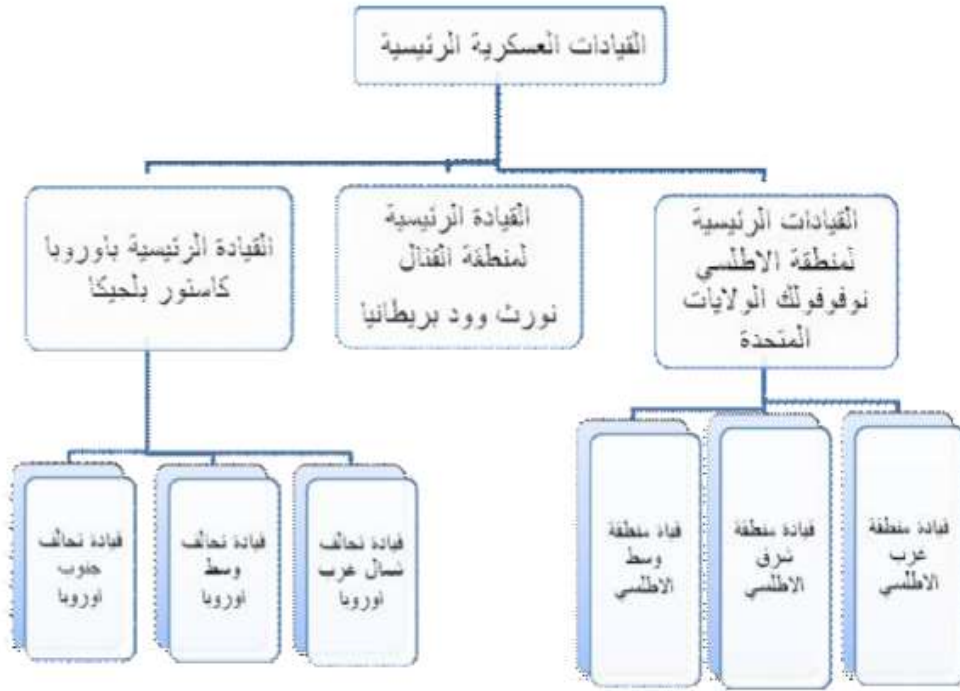 القيادات العسكرية الرئيسية
القيادات الرئيسية
لمنطقة الاطلسي
نوفوفولك الولايات
المتحدة
القيادة الرئيسية
لمنطقة القنال
نورث وود بريطانيا
القيادة الرئيسية باوروبا
كاستور بلجيكا
قيادة منطقة
غرب
الاطلسي
قيادة منطقة
شرق
الاطلسي
قياة منطقة
وسط
الاطلسي
قيادة تحالف
شمال غرب
اوروبا
قيادة تحالف
وسط
اوروبا
قيادة تحالف
جنوب
اوروبا